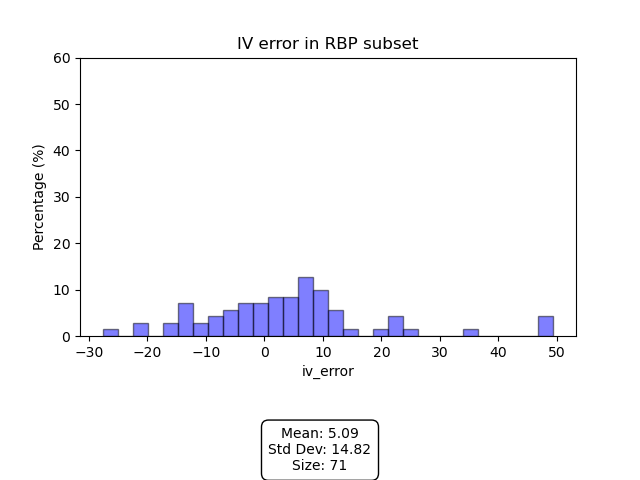 IV error in RBP subset
60
50
40
30
20
10
0
Percentage (%)
−30 −20 −10 0 10 20 30 40 50
iv_error
Mean: 5.09
Std Dev: 14.82
Size: 71